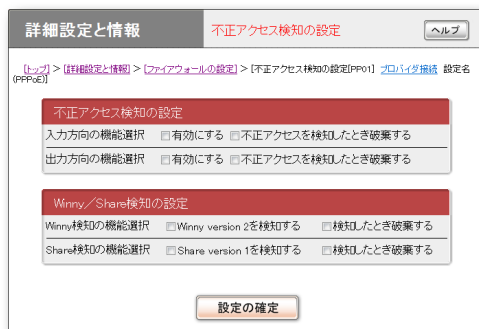 詳細設定と情報 不正アクセス検知の設定 ヘルプ
[トップ] > [詳細設定と情報] > [ファイアウォールの設定] > [不正アクセス検知の設定[PP01] プロバイダ接続 設定名
(PPPoE)]
不正アクセス検知の設定
入力方向の機能選択 有効にする 不正アクセスを検知したとき破棄する
出力方向の機能選択 有効にする 不正アクセスを検知したとき破棄する
Winny／Share検知の設定
Winny検知の機能選択 Winny version 2を検知する 検知したとき破棄する
Share検知の機能選択 Share version 1を検知する 検知したとき破棄する
設定の確定